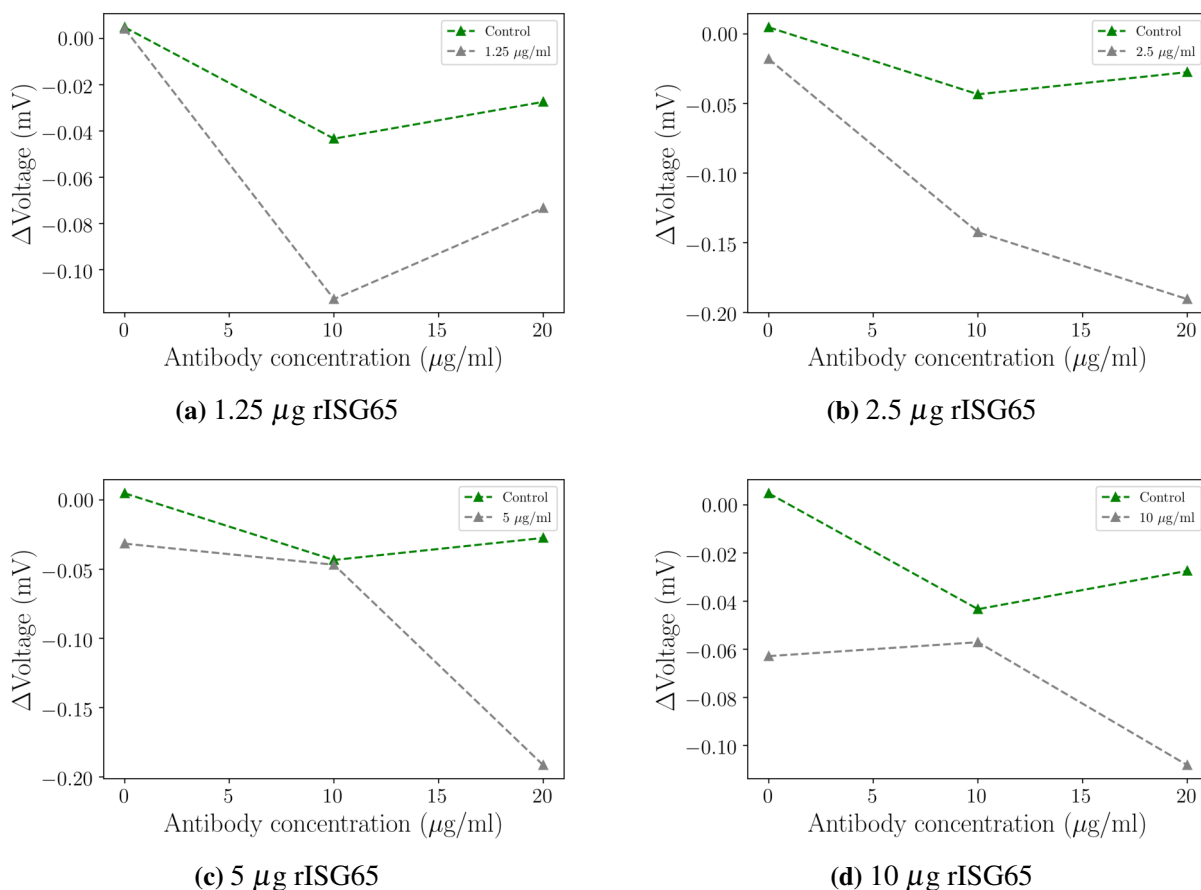 0.00
−0.02
−0.04
−0.06
−0.08
−0.10
ΔVoltage (mV)
Control
1.25 μg/ml
0 5 10 15 20
Antibody concentration (μg/ml)
(a) 1.25 μg rISG65
0.00
−0.05
−0.10
−0.15
−0.20
ΔVoltage (mV)
Control
2.5 μg/ml
0 5 10 15 20
Antibody concentration (μg/ml)
(b) 2.5 μg rISG65
0.00
−0.05
−0.10
−0.15
−0.20
ΔVoltage (mV)
Control
5 μg/ml
0 5 10 15 20
Antibody concentration (μg/ml)
(c) 5 μg rISG65
0.00
−0.02
−0.04
−0.06
−0.08
−0.10
ΔVoltage (mV)
Control
10 μg/ml
0 5 10 15 20
Antibody concentration (μg/ml)
(d) 10 μg rISG65